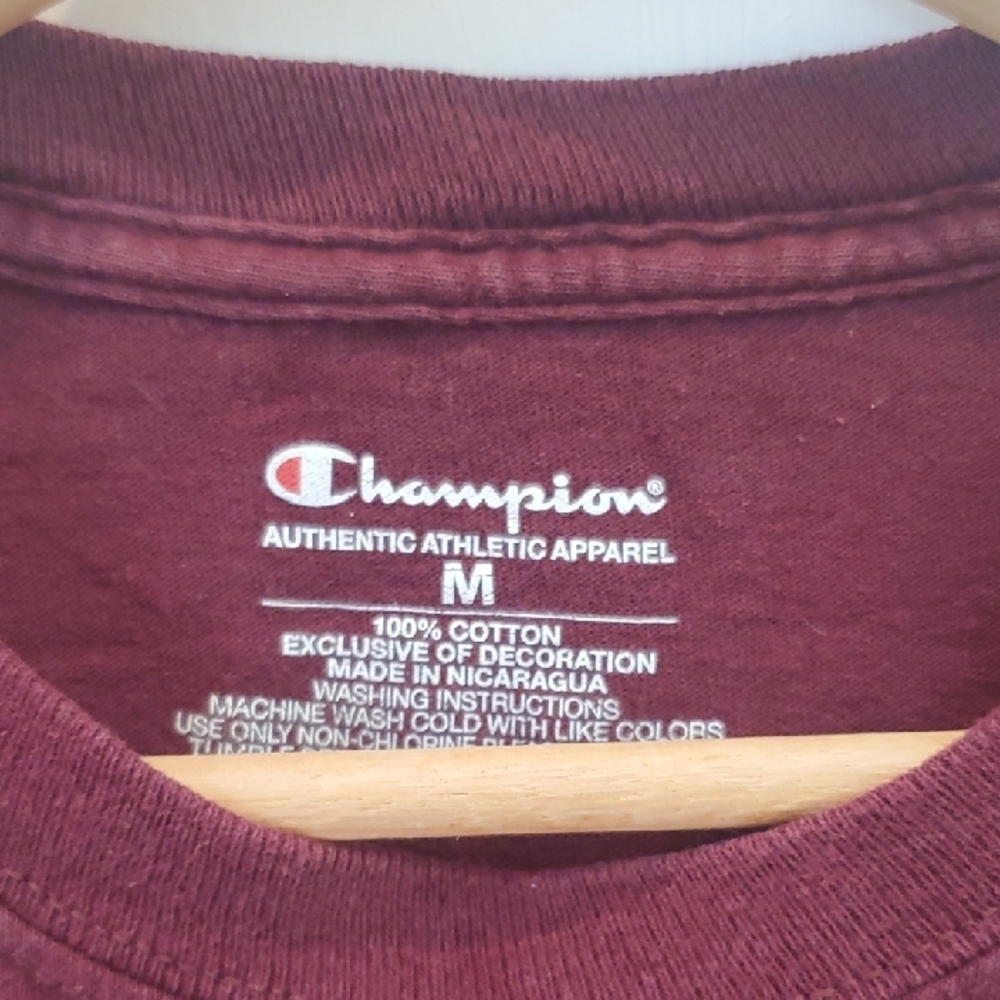 Champion®
AUTHENTIC ATHLETIC APPAREL
M
100% COTTON
EXCLUSIVE OF DECORATION
MADE IN NICARAGUA
WASHING INSTRUCTIONS
MACHINE WASH COLD WITH LIKE COLORS
USE ONLY NON-CHLORINE
TUMBLE